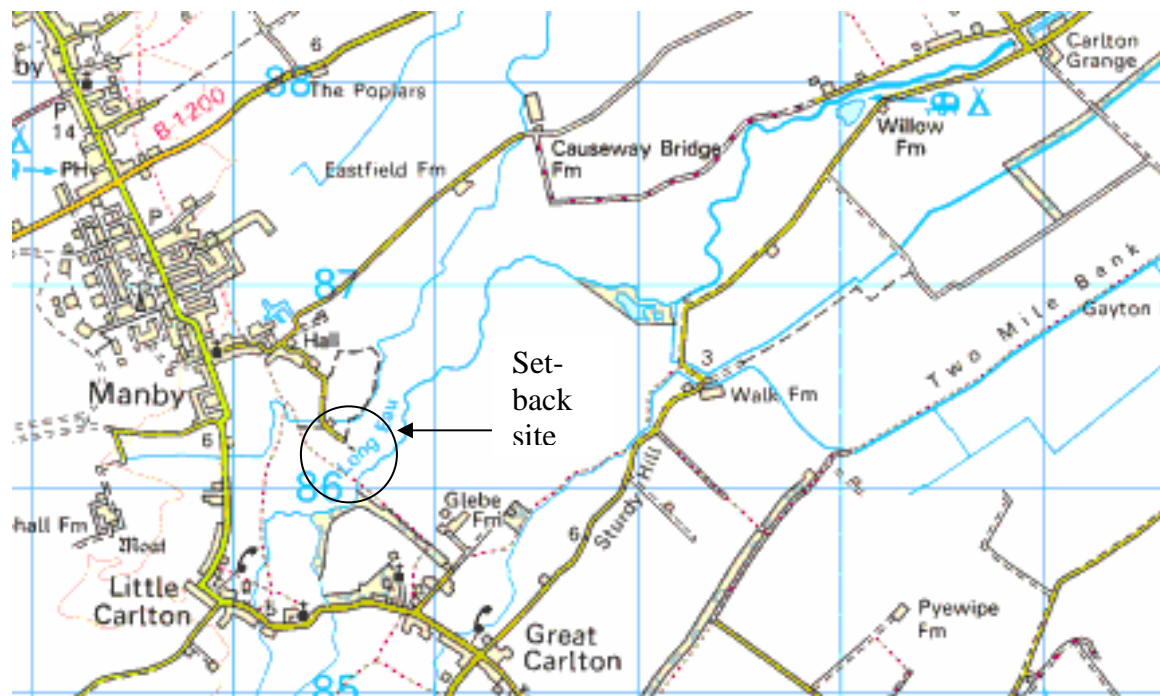 by
6
Carlton
Grange
88
The Poplars
B-1200
P
14
PH
Causeway Bridge
Fm
Willow
Fm
Eastfield Fm
P
87
Two Mile Bank
Gayton
Hall
3
Set-
back
site
Walk Fm
Manby
6
Long Eau
86
Glebe
Fm
Sturdy Hill
6
hall Fm
Moat
Little
Carlton
5
Great
Carlton
Pyewipe
Fm
85